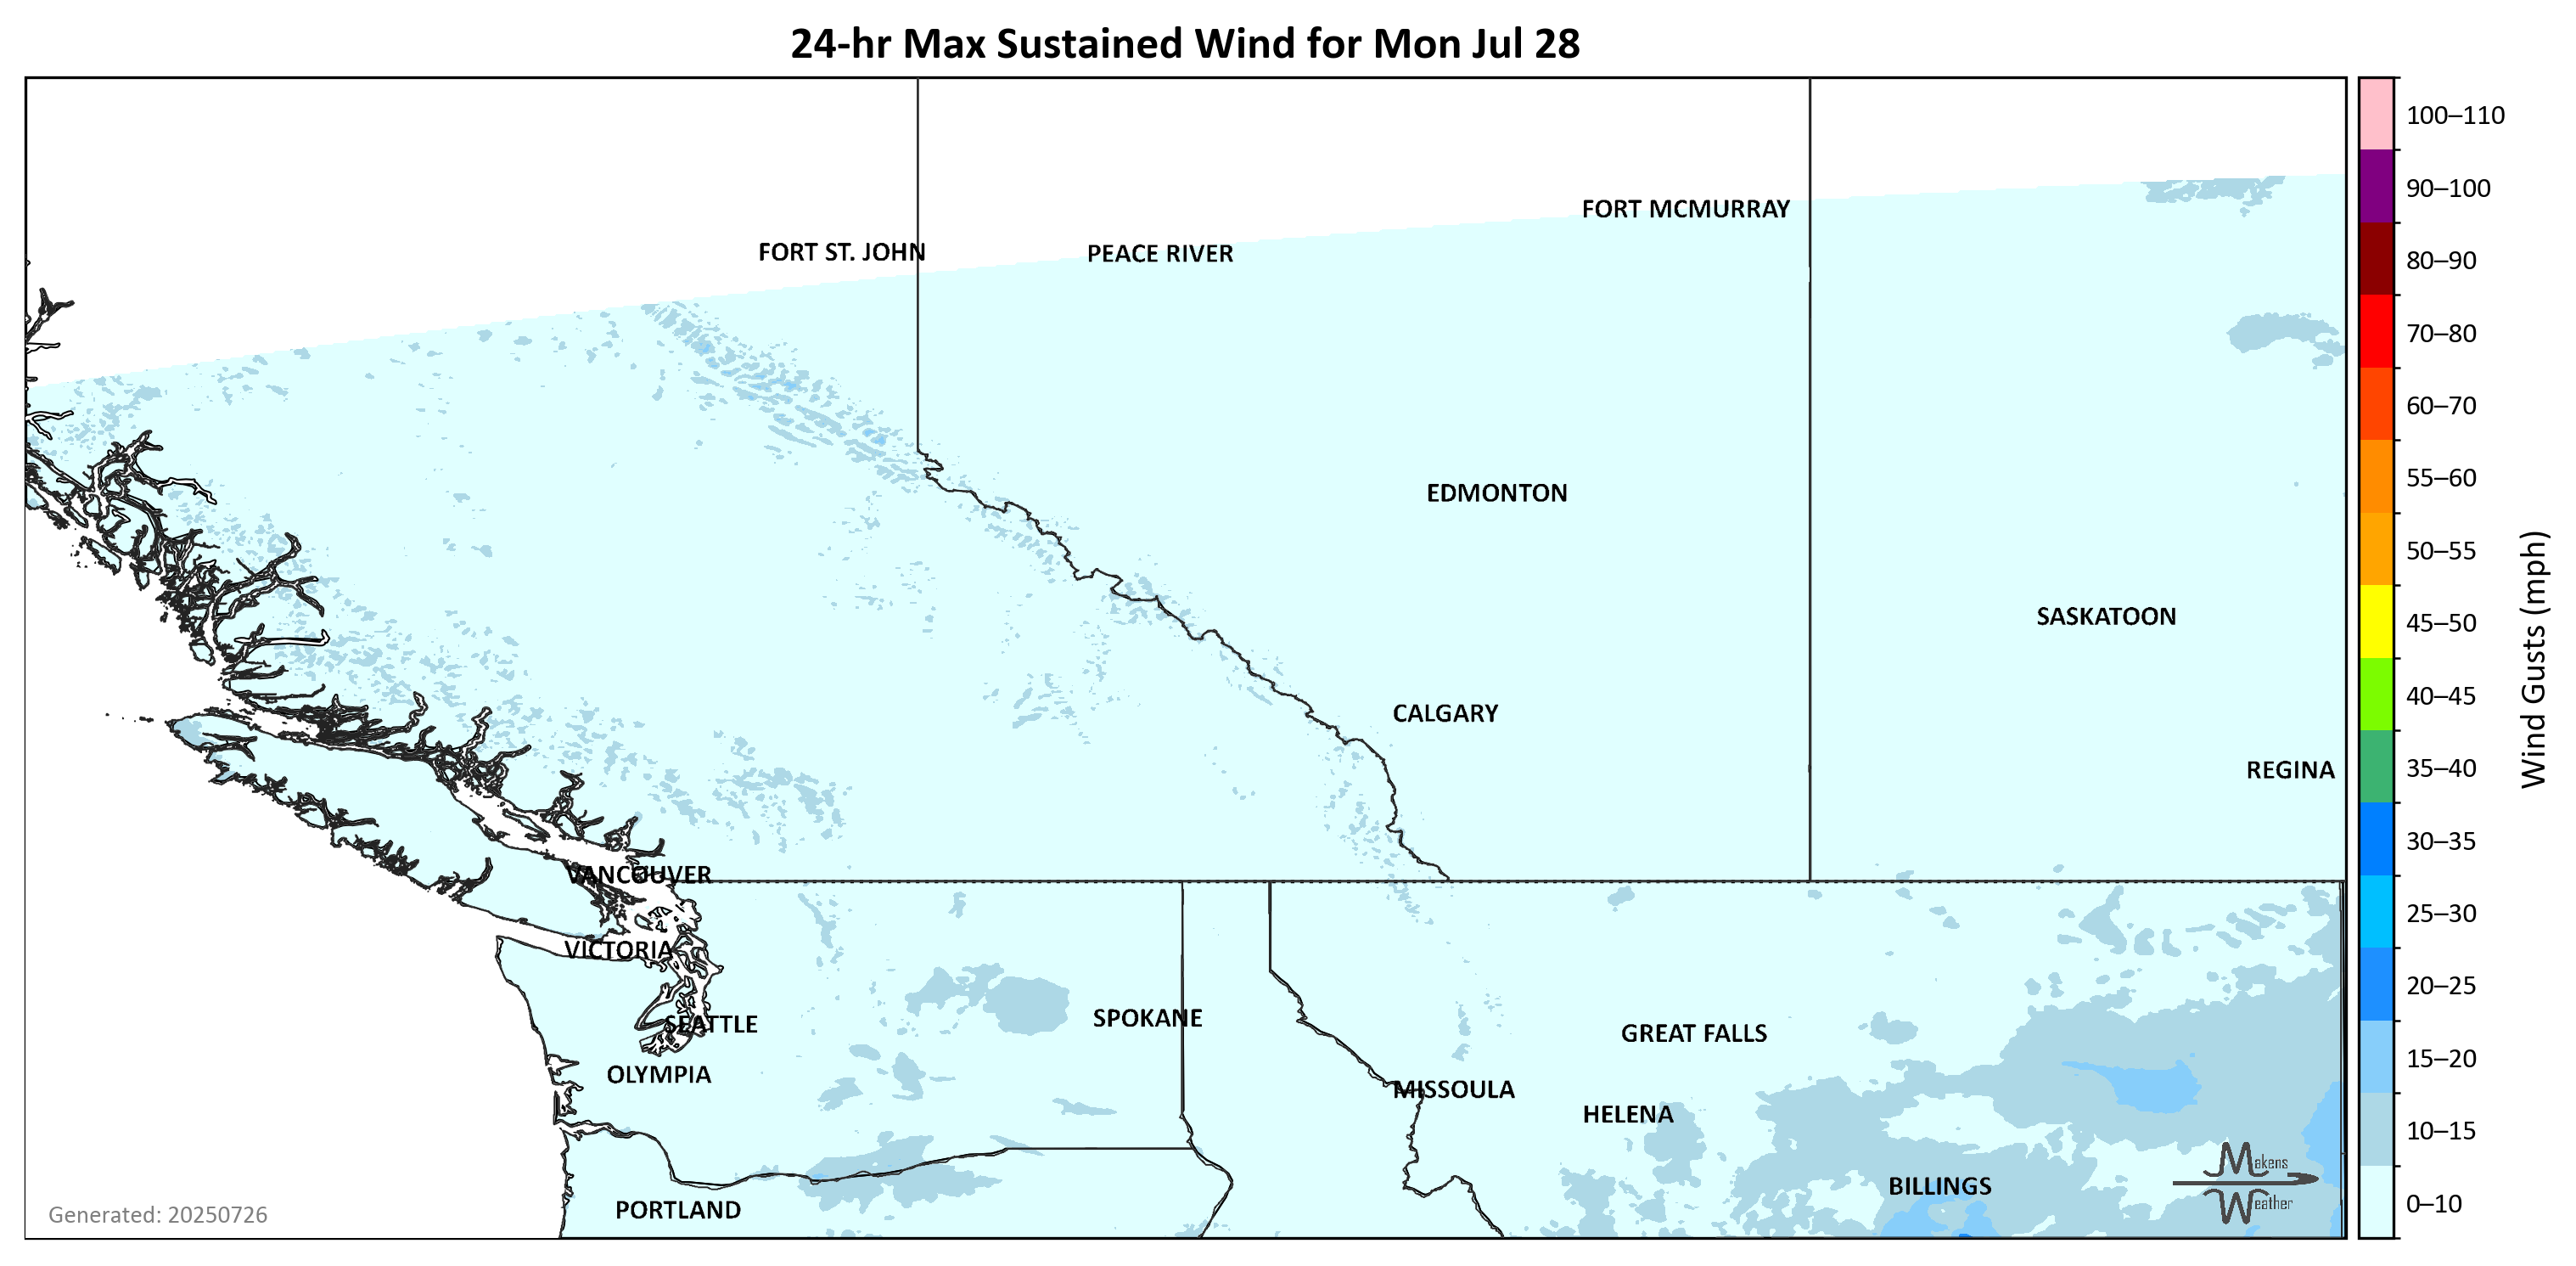 24-hr Max Sustained Wind for Mon Jul 28
100–110
90–100
80–90
70–80
60–70
55–60
50–55
45–50
40–45
35–40
30–35
25–30
20–25
15–20
10–15
0–10
Wind Gusts (mph)
FORT MCMURRAY
FORT ST. JOHN
PEACE RIVER
EDMONTON
SASKATOON
CALGARY
REGINA
VANCOUVER
VICTORIA
SEATTLE
SPOKANE
GREAT FALLS
OLYMPIA
MISSOULA
HELENA
BILLINGS
PORTLAND
Makens
Weather
Generated: 20250726